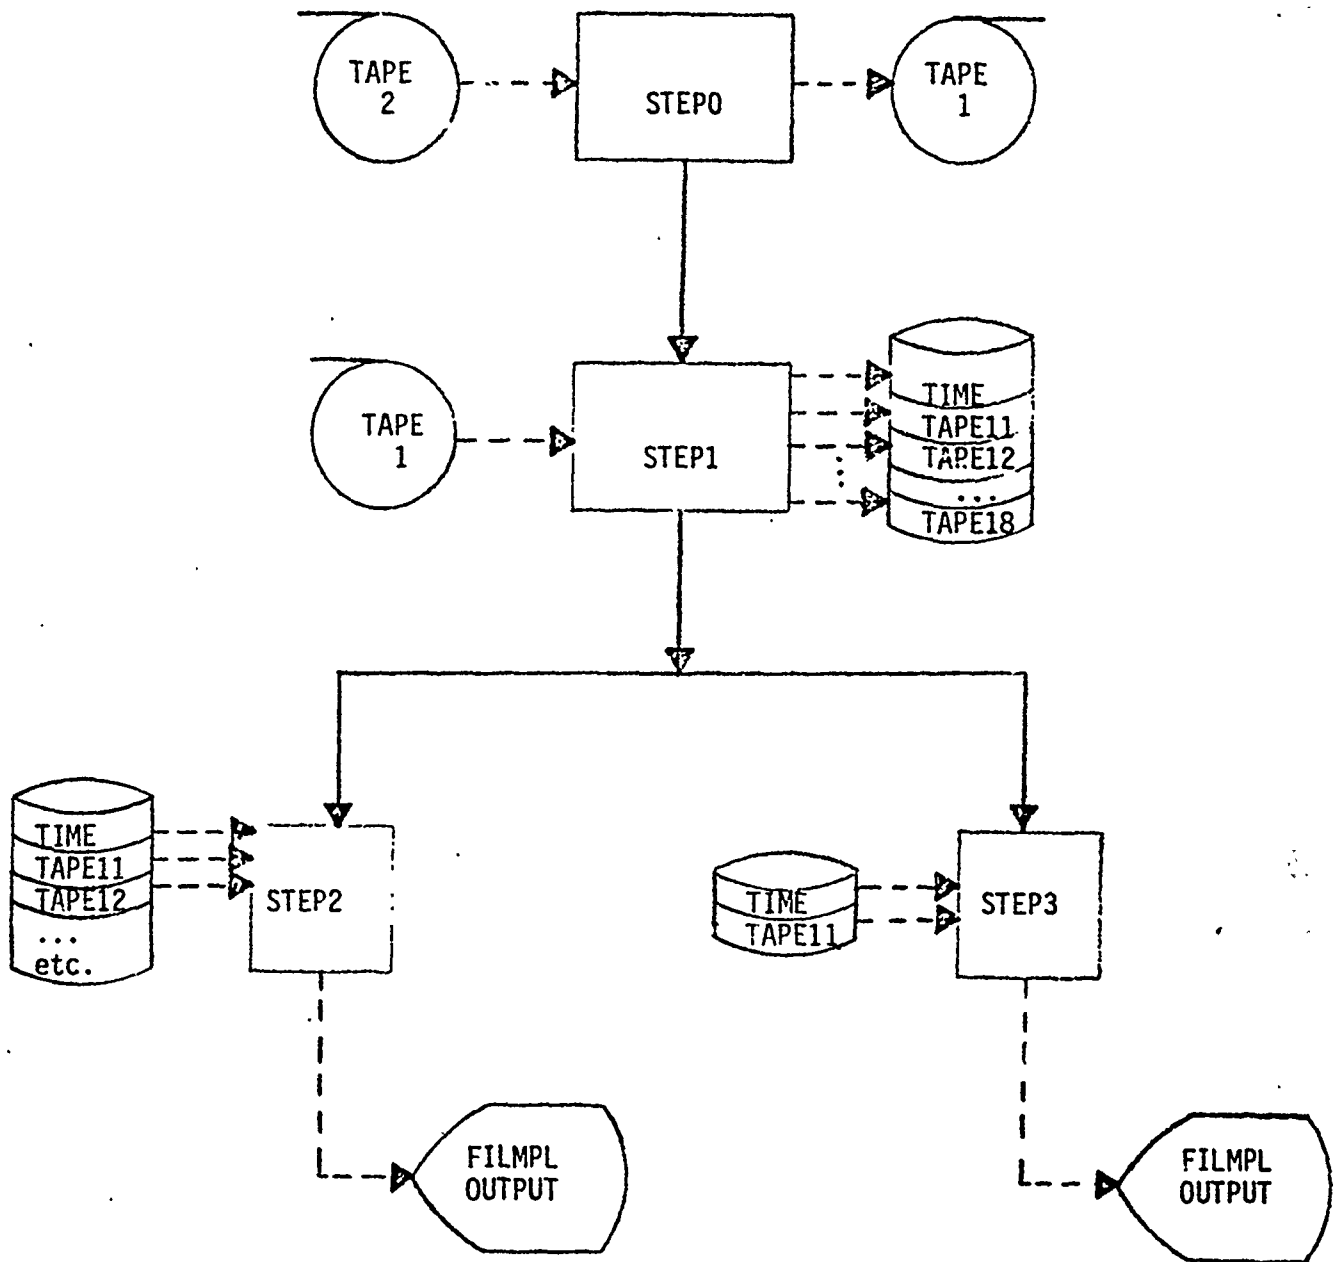 TAPE
2
STEP0
TAPE
1
TAPE
1
STEP1
TIME
TAPE11
TAPE12
...
TAPE18
TIME
TAPE11
TAPE12
...
etc.
STEP2
TIME
TAPE11
STEP3
FILMPL
OUTPUT
FILMPL
OUTPUT